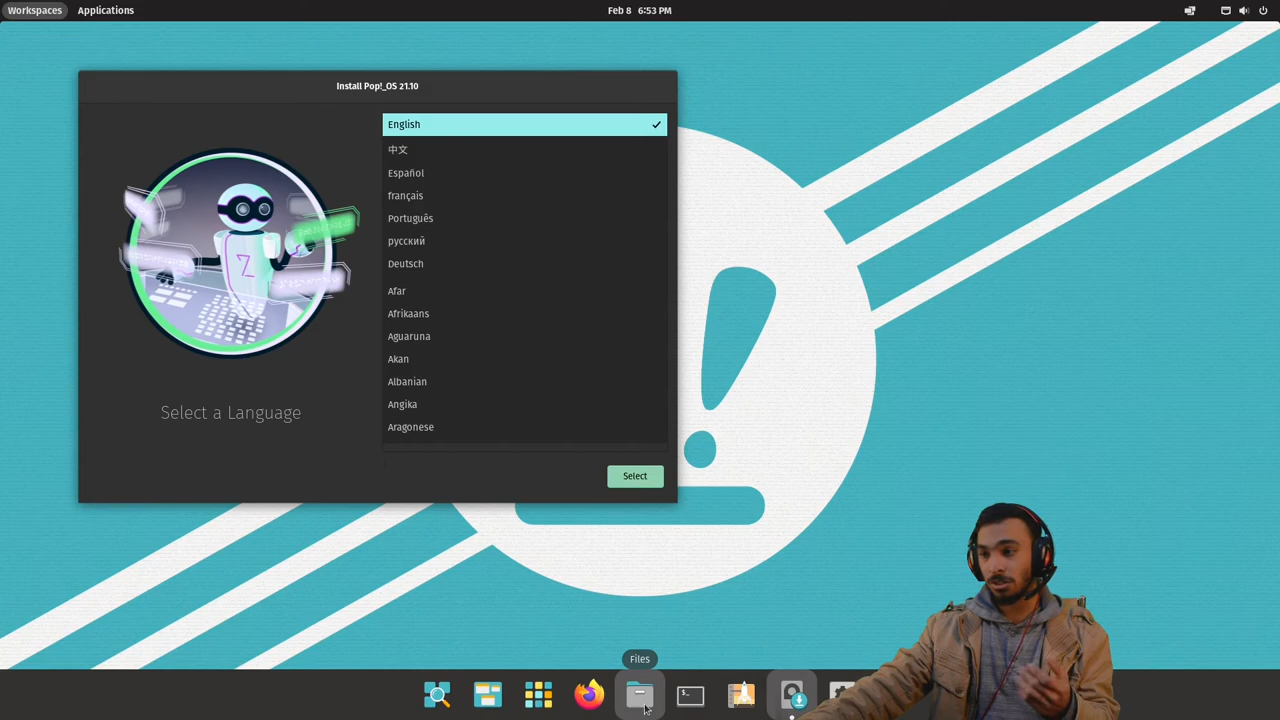 Workspaces
Applications
Feb 8 6:53 PM
Install Pop!_OS 21.10
English
中文
Español
français
Português
русский
Deutsch
Afar
Afrikaans
Aguaruna
Akan
Albanian
Angika
Aragonese
Select a Language
Select
Files